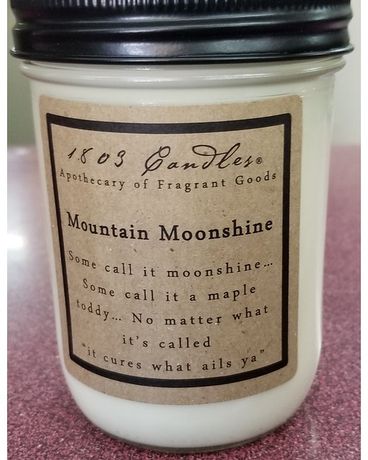 1803 Candles®
Apothecary of Fragrant Goods
Mountain Moonshine
Some call it moonshine...
Some call it a maple
toddy... No matter what
it's called
"it cures what ails ya"